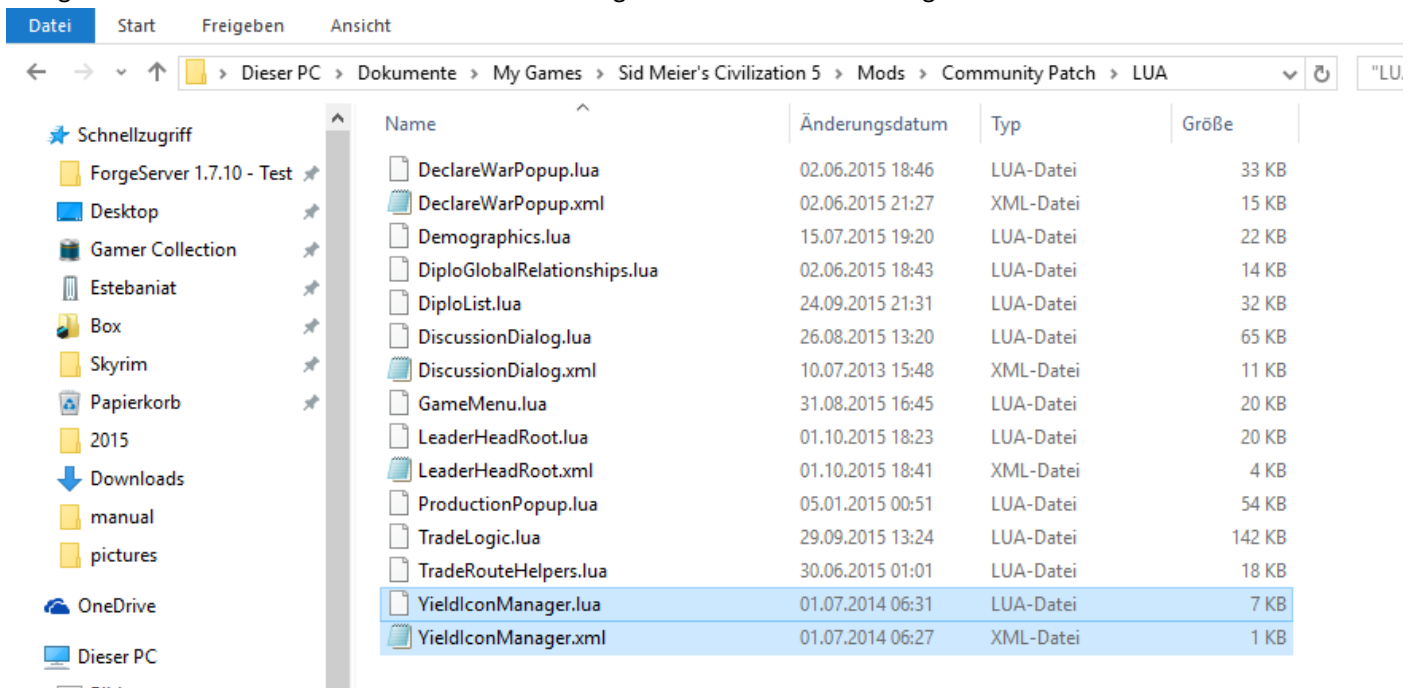 Datei Start Freigeben Ansicht
Dieser PC > Dokumente > My Games > Sid Meier's Civilization 5 > Mods > Community Patch > LUA "LU
Schnellzugriff
ForgeServer 1.7.10 - Test
Desktop
Gamer Collection
Estebaniat
Box
Skyrim
Papierkorb
2015
Downloads
manual
pictures
OneDrive
Dieser PC
Name Änderungsdatum Typ Größe
DeclareWarPopup.lua 02.06.2015 18:46 LUA-Datei 33 KB
DeclareWarPopup.xml 02.06.2015 21:27 XML-Datei 15 KB
Demographics.lua 15.07.2015 19:20 LUA-Datei 22 KB
DiploGlobalRelationships.lua 02.06.2015 18:43 LUA-Datei 14 KB
DiploList.lua 24.09.2015 21:31 LUA-Datei 32 KB
DiscussionDialog.lua 26.08.2015 13:20 LUA-Datei 65 KB
DiscussionDialog.xml 10.07.2013 15:48 XML-Datei 11 KB
GameMenu.lua 31.08.2015 16:45 LUA-Datei 20 KB
LeaderHeadRoot.lua 01.10.2015 18:23 LUA-Datei 20 KB
LeaderHeadRoot.xml 01.10.2015 18:41 XML-Datei 4 KB
ProductionPopup.lua 05.01.2015 00:51 LUA-Datei 54 KB
TradeLogic.lua 29.09.2015 13:24 LUA-Datei 142 KB
TradeRouteHelpers.lua 30.06.2015 01:01 LUA-Datei 18 KB
YieldIconManager.lua 01.07.2014 06:31 LUA-Datei 7 KB
YieldIconManager.xml 01.07.2014 06:27 XML-Datei 1 KB